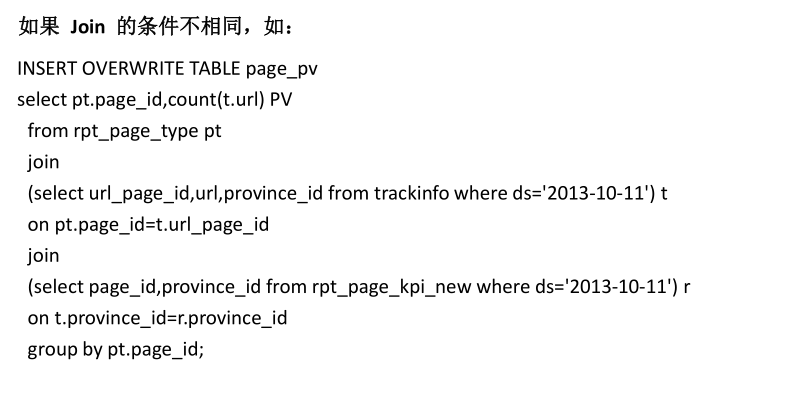 如果 Join 的条件不相同，如：
INSERT OVERWRITE TABLE page_pv
select pt.page_id,count(t.url) PV
from rpt_page_type pt
join
(select url_page_id,url,province_id from trackinfo where ds='2013-10-11') t
on pt.page_id=t.url_page_id
join
(select page_id,province_id from rpt_page_kpi_new where ds='2013-10-11') r
on t.province_id=r.province_id
group by pt.page_id;